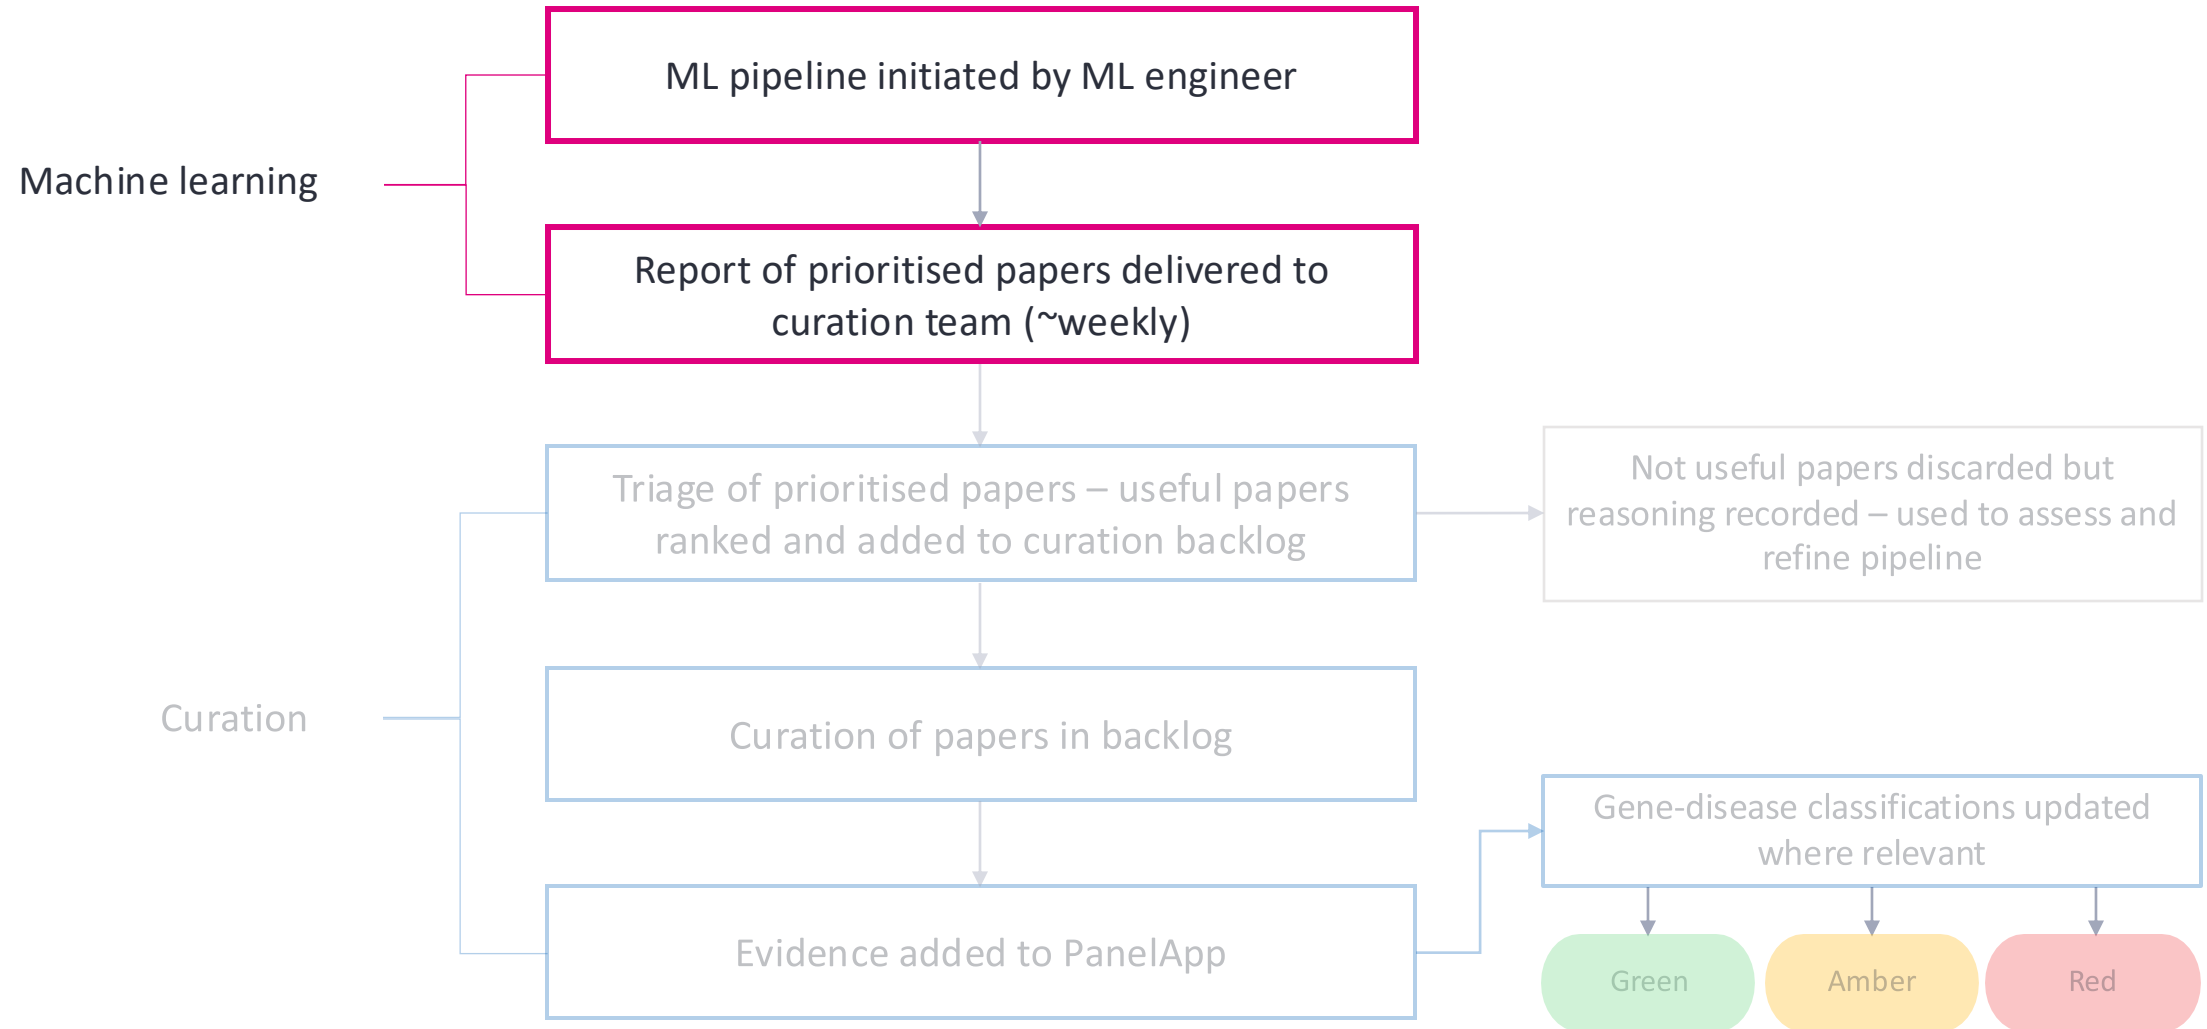 ML pipeline initiated by ML engineer
Machine learning
Report of prioritised papers delivered to
curation team (~weekly)
Triage of prioritised papers – useful papers
ranked and added to curation backlog
Not useful papers discarded but
reasoning recorded – used to assess and
refine pipeline
Curation
Curation of papers in backlog
Gene-disease classifications updated
where relevant
Evidence added to PanelApp
Green
Amber
Red